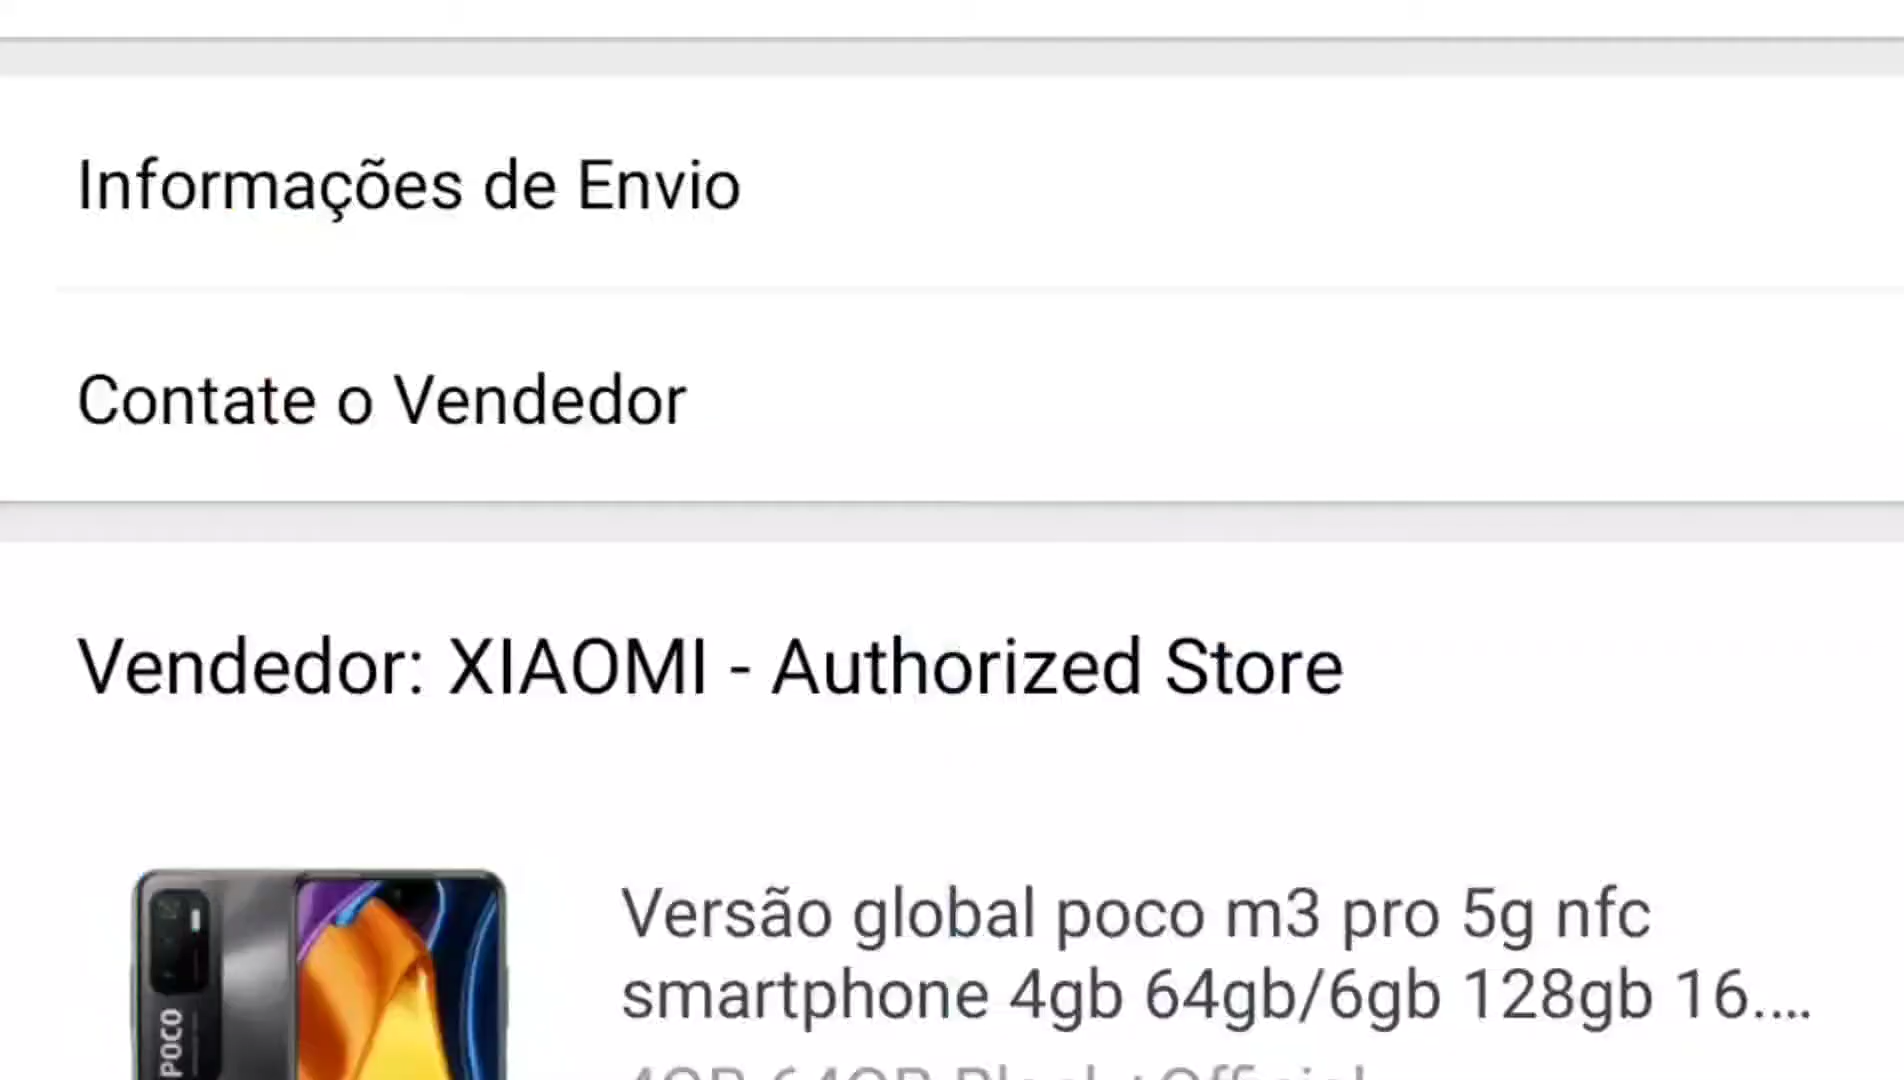 Informações de Envio
Contate o Vendedor
Vendedor: XIAOMI - Authorized Store
POCO
Versão global poco m3 pro 5g nfc
smartphone 4gb 64gb/6gb 128gb 16....